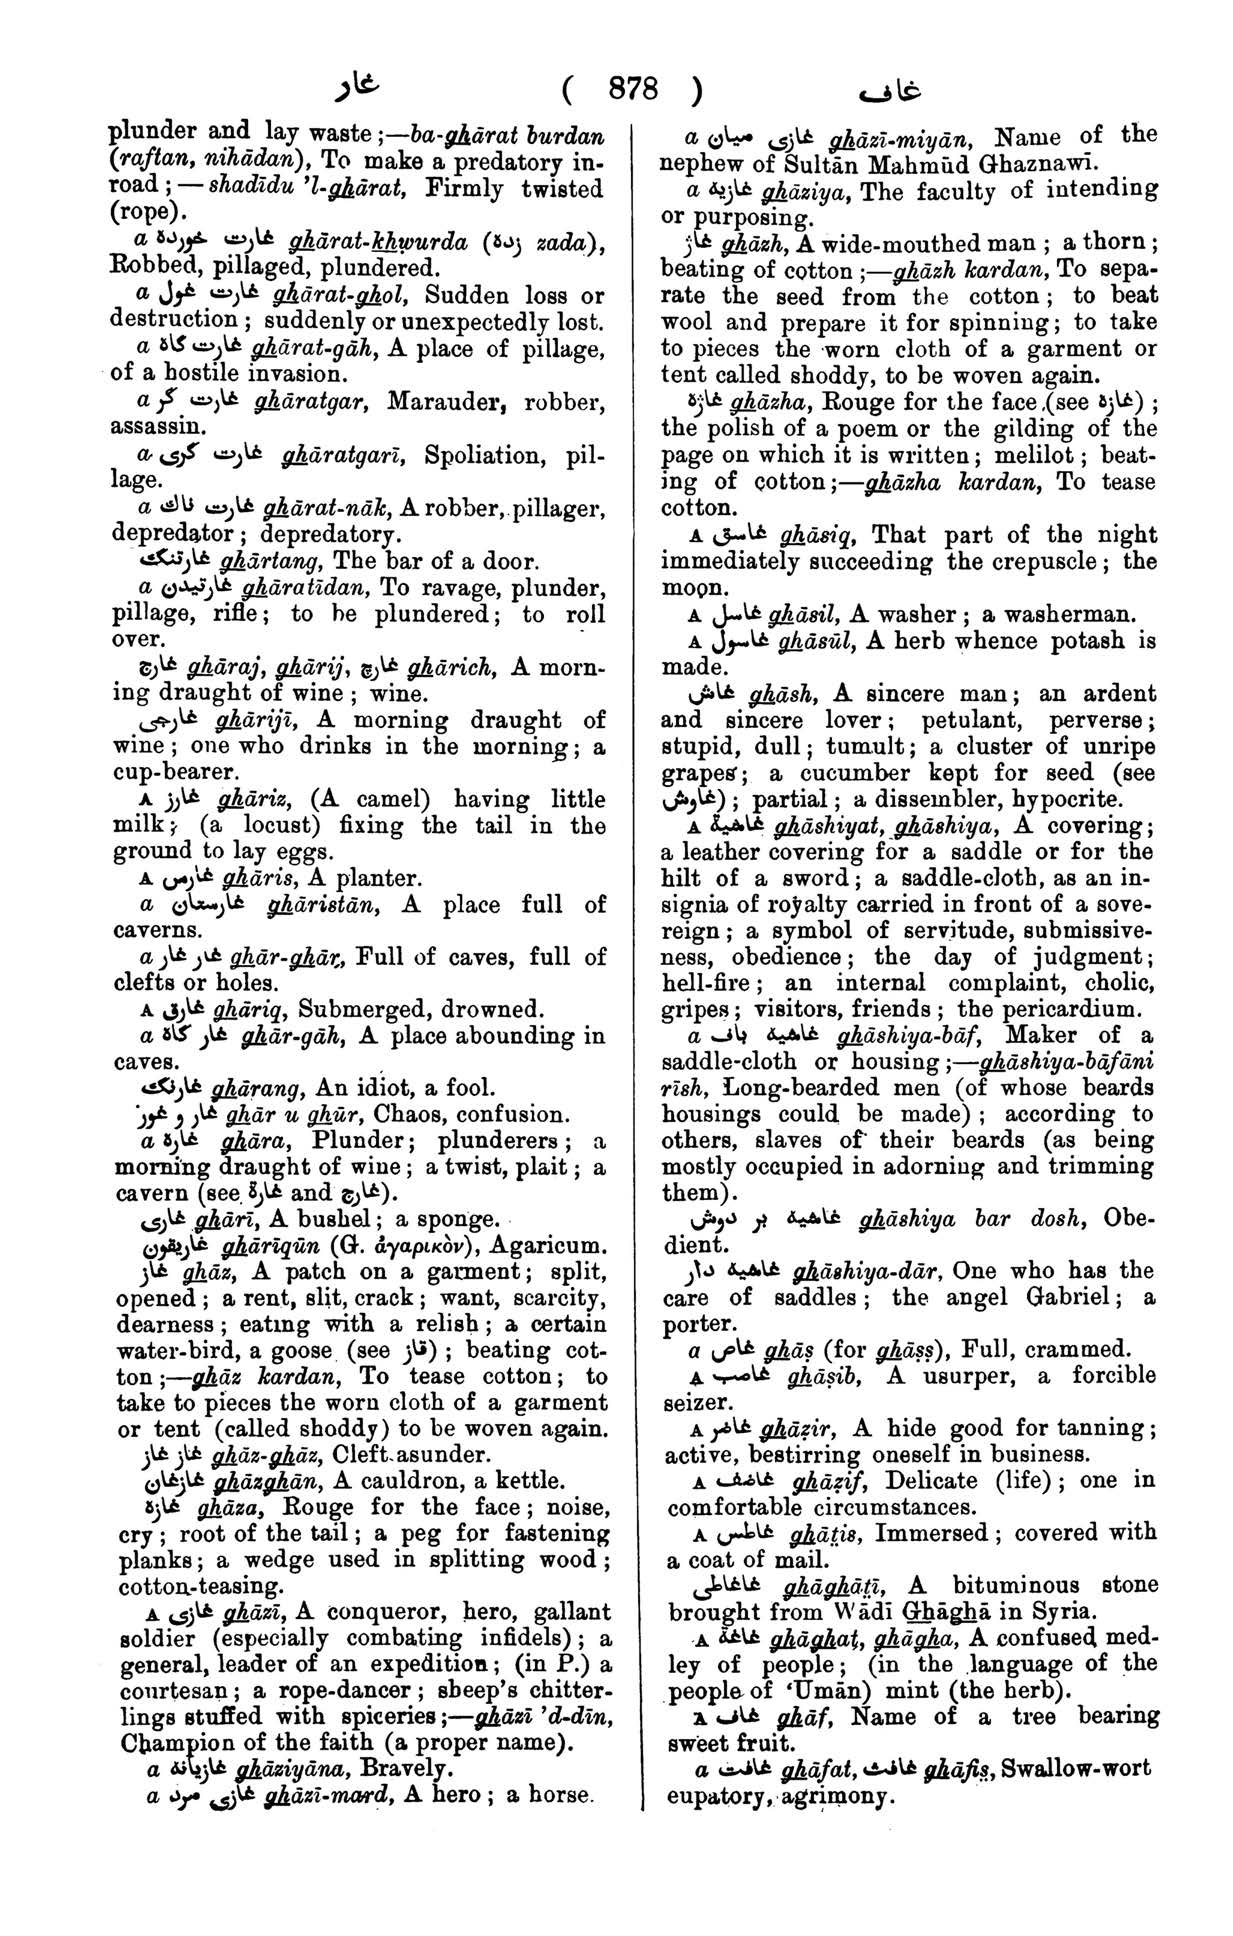 غار ( 878 ) غاف
plunder and lay waste ;—ba-ghārat burdan
(raftan, nihādan), To make a predatory in-
road ;—shadīdu 'l-ghārat, Firmly twisted
(rope).
a غارت خورده ghārat-khẉurda (زده zada),
Robbed, pillaged, plundered.
a غارت غول ghārat-ghol, Sudden loss or
destruction ; suddenly or unexpectedly lost.
a غارت گاه ghārat-gāh, A place of pillage,
of a hostile invasion.
a غارت گر ghāratgar, Marauder, robber,
assassin.
a غارت گری ghāratgarī, Spoliation, pil-
lage.
a غارت ناك ghārat-nāk, A robber, pillager,
depredator ; depredatory.
غارتنگ ghārtang, The bar of a door.
a غارتیدن ghāratīdan, To ravage, plunder,
pillage, rifle ; to be plundered ; to roll
over.
غارج ghāraj, ghārij, غارچ ghārich, A morn-
ing draught of wine ; wine.
غارجی ghārijī, A morning draught of
wine ; one who drinks in the morning ; a
cup-bearer.
A غارز ghāriz, (A camel) having little
milk ; (a locust) fixing the tail in the
ground to lay eggs.
A غارس ghāris, A planter.
a غارستان ghāristān, A place full of
caverns.
a غار غار ghār-ghār, Full of caves, full of
clefts or holes.
A غارق ghāriq, Submerged, drowned.
a غار گاه ghār-gāh, A place abounding in
caves.
غارنگ ghārang, An idiot, a fool.
غار و غور ghār u ghūr, Chaos, confusion.
a غاره ghāra, Plunder ; plunderers ; a
morning draught of wine ; a twist, plait ; a
cavern (see غارة and غارج).
غاری ghārī, A bushel ; a sponge.
غاریقون ghārīqūn (G. ἀγαρικὸν), Agaricum.
غاز ghāz, A patch on a garment ; split,
opened ; a rent, slit, crack ; want, scarcity,
dearness ; eating with a relish ; a certain
water-bird, a goose (see قاز) ; beating cot-
ton ;—ghāz kardan, To tease cotton ; to
take to pieces the worn cloth of a garment
or tent (called shoddy) to be woven again.
غاز غاز ghāz-ghāz, Cleft asunder.
غازغان ghāzghān, A cauldron, a kettle.
غازه ghāza, Rouge for the face ; noise,
cry ; root of the tail ; a peg for fastening
planks ; a wedge used in splitting wood ;
cotton-teasing.
A غازی ghāzī, A conqueror, hero, gallant
soldier (especially combating infidels) ; a
general, leader of an expedition ; (in P.) a
courtesan ; a rope-dancer ; sheep's chitter-
lings stuffed with spiceries ;—ghāzī 'd-dīn,
Champion of the faith (a proper name).
a غازیانه ghāziyāna, Bravely.
a غازی مرد ghāzī-mard, A hero ; a horse.
a غازی میان ghāzī-miyān, Name of the
nephew of Sultān Mahmūd Ghaznawī.
a غازیه ghāziya, The faculty of intending
or purposing.
غاژ ghāzh, A wide-mouthed man ; a thorn ;
beating of cotton ;—ghāzh kardan, To sepa-
rate the seed from the cotton ; to beat
wool and prepare it for spinning ; to take
to pieces the worn cloth of a garment or
tent called shoddy, to be woven again.
غاژه ghāzha, Rouge for the face (see غازه) ;
the polish of a poem or the gilding of the
page on which it is written ; melilot ; beat-
ing of cotton ;—ghāzha kardan, To tease
cotton.
A غاسق ghāsiq, That part of the night
immediately succeeding the crepuscle ; the
moon.
A غاسل ghāsil, A washer ; a washerman.
A غاسول ghāsūl, A herb whence potash is
made.
غاش ghāsh, A sincere man ; an ardent
and sincere lover ; petulant, perverse ;
stupid, dull ; tumult ; a cluster of unripe
grapes ; a cucumber kept for seed (see
غاوش) ; partial ; a dissembler, hypocrite.
A غاشية ghāshiyat, ghāshiya, A covering ;
a leather covering for a saddle or for the
hilt of a sword ; a saddle-cloth, as an in-
signia of royalty carried in front of a sove-
reign ; a symbol of servitude, submissive-
ness, obedience ; the day of judgment ;
hell-fire ; an internal complaint, cholic,
gripes ; visitors, friends ; the pericardium.
a غاشیه باف ghāshiya-bāf, Maker of a
saddle-cloth or housing ;—ghāshiya-bāfāni
rīsh, Long-bearded men (of whose beards
housings could be made) ; according to
others, slaves of their beards (as being
mostly occupied in adorning and trimming
them).
غاشیه بر دوش ghāshiya bar dosh, Obe-
dient.
غاشیه دار ghāshiya-dār, One who has the
care of saddles ; the angel Gabriel ; a
porter.
a غاص ghāṣ (for ghāṣṣ), Full, crammed.
A غاصب ghāṣib, A usurper, a forcible
seizer.
A غاضر ghāẓir, A hide good for tanning ;
active, bestirring oneself in business.
A غاضف ghāẓif, Delicate (life) ; one in
comfortable circumstances.
A غاطس ghāt̤is, Immersed ; covered with
a coat of mail.
غاغاطی ghāghāt̤ī, A bituminous stone
brought from Wādī Ghāghā in Syria.
A غاغة ghāghat, ghāgha, A confused med-
ley of people ; (in the language of the
people of 'Umān) mint (the herb).
A غاف ghāf, Name of a tree bearing
sweet fruit.
a غافت ghāfat, غافث ghāfis̤, Swallow-wort
eupatory, agrimony.